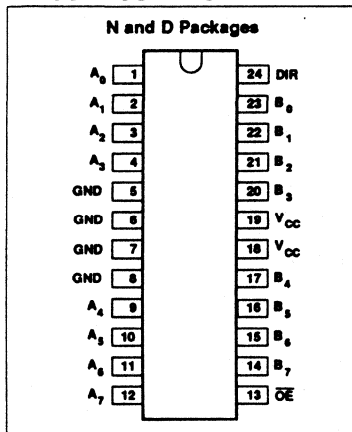 N and D Packages
A0 1 24 DIR
A1 2 23 B0
A2 3 22 B1
A3 4 21 B2
GND 5 20 B3
GND 6 19 VCC
GND 7 18 VCC
GND 8 17 B4
A4 9 16 B5
A5 10 15 B6
A6 11 14 B7
A7 12 13 O̅E̅